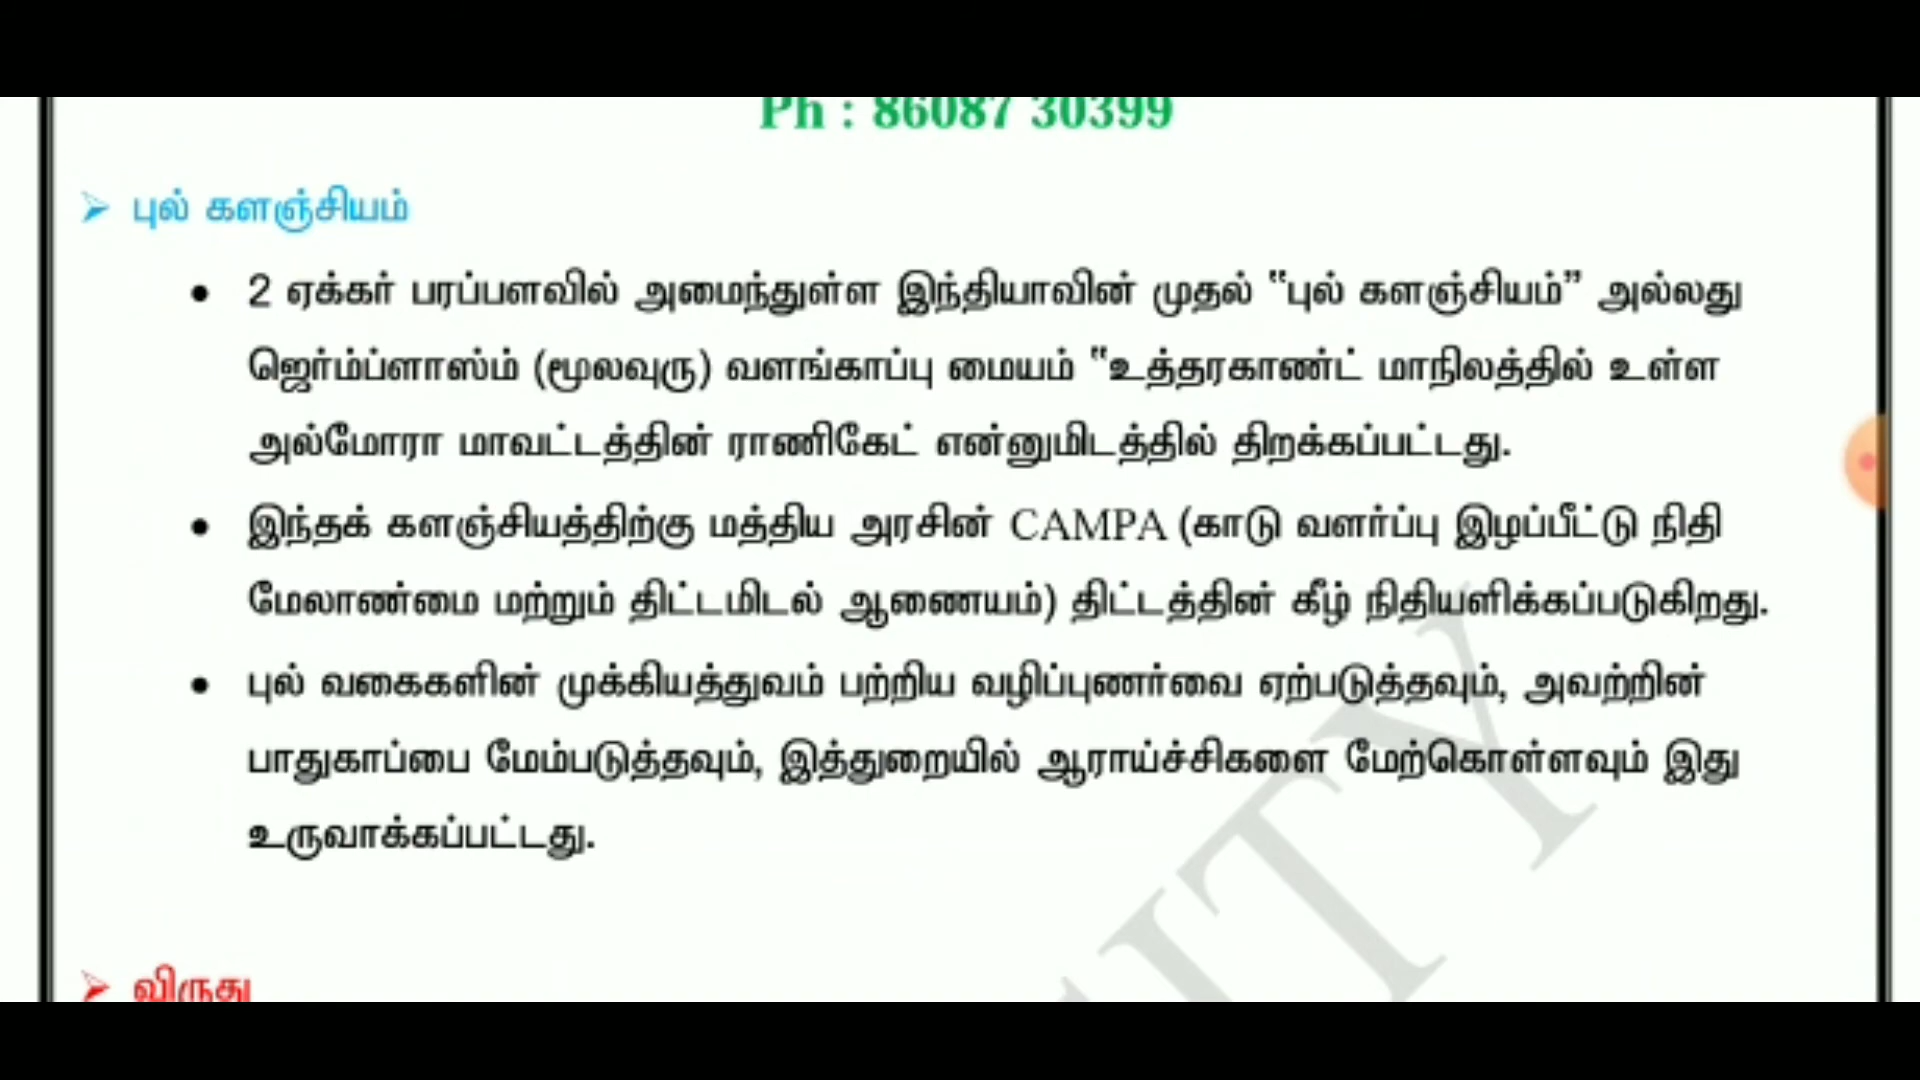 Ph : 86087 30399
➢ புல் களஞ்சியம்
• 2 ஏக்கர் பரப்பளவில் அமைந்துள்ள இந்தியாவின் முதல் “புல் களஞ்சியம்” அல்லது
ஜெர்ம்ப்ளாஸ்ம் (மூலவுரு) வளங்காப்பு மையம் “உத்தரகாண்ட் மாநிலத்தில் உள்ள
அல்மோரா மாவட்டத்தின் ராணிகேட் என்னுமிடத்தில் திறக்கப்பட்டது.
• இந்தக் களஞ்சியத்திற்கு மத்திய அரசின் CAMPA (காடு வளர்ப்பு இழப்பீட்டு நிதி
மேலாண்மை மற்றும் திட்டமிடல் ஆணையம்) திட்டத்தின் கீழ் நிதியளிக்கப்படுகிறது.
• புல் வகைகளின் முக்கியத்துவம் பற்றிய வழிப்புணர்வை ஏற்படுத்தவும், அவற்றின்
பாதுகாப்பை மேம்படுத்தவும், இத்துறையில் ஆராய்ச்சிகளை மேற்கொள்ளவும் இது
உருவாக்கப்பட்டது.
➢ விருது